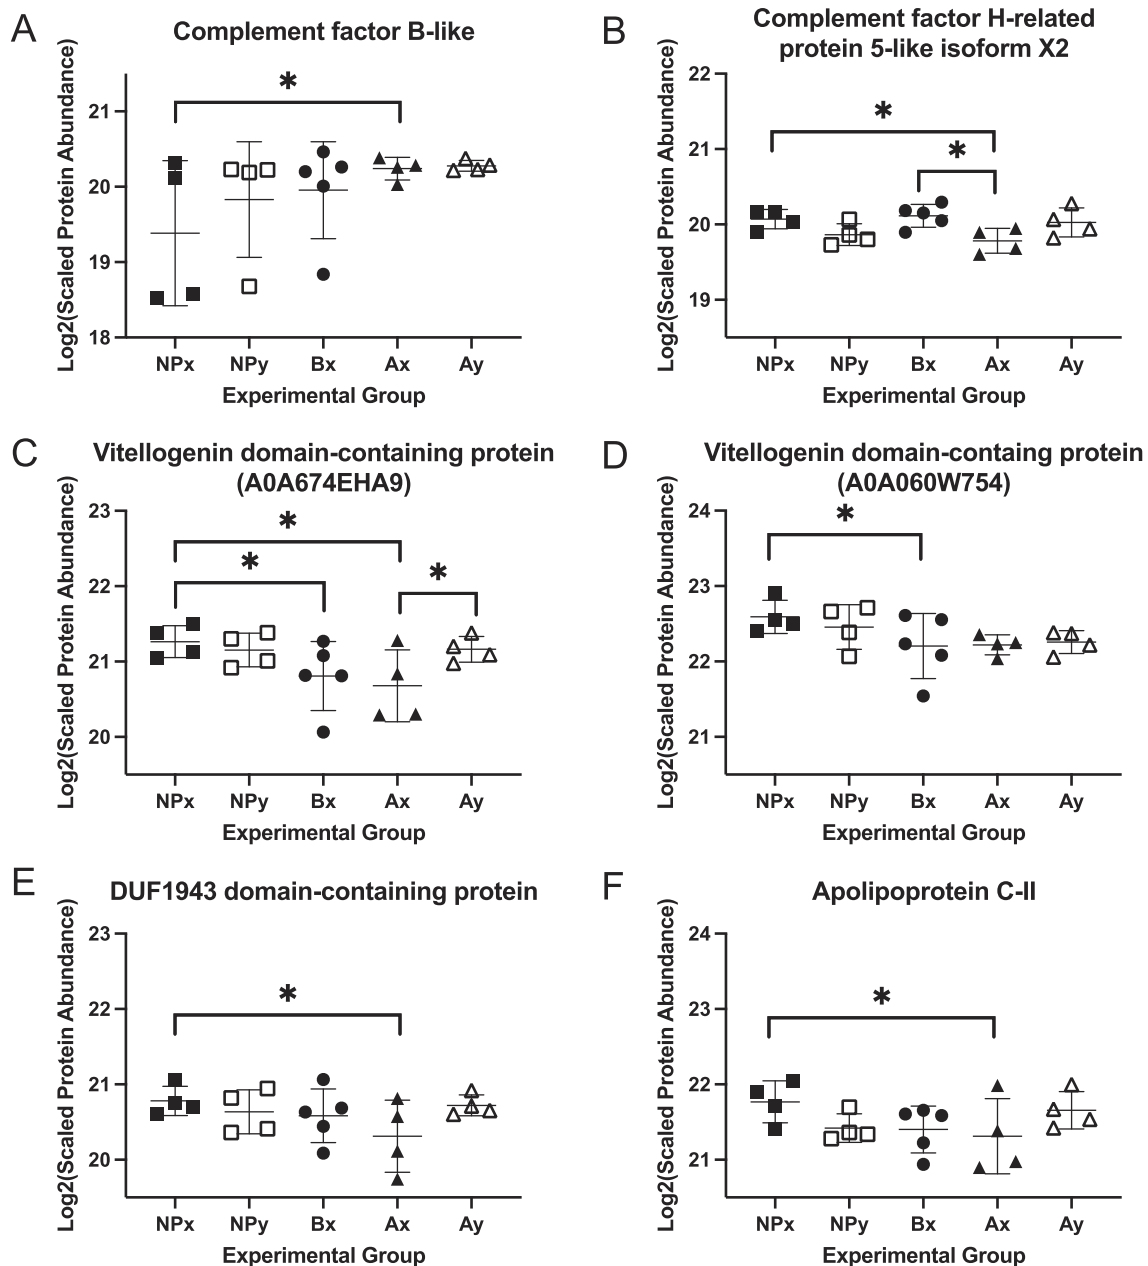 A
Complement factor B-like
*
Log2(Scaled Protein Abundance)
21
20
19
18
NPx NPy Bx Ax Ay
Experimental Group
B
Complement factor H-related
protein 5-like isoform X2
*
*
Log2(Scaled Protein Abundance)
22
21
20
19
NPx NPy Bx Ax Ay
Experimental Group
C
Vitellogenin domain-containing protein
(A0A674EHA9)
*
*
*
Log2(Scaled Protein Abundance)
23
22
21
20
NPx NPy Bx Ax Ay
Experimental Group
D
Vitellogenin domain-containg protein
(A0A060W754)
*
Log2(Scaled Protein Abundance)
24
23
22
21
NPx NPy Bx Ax Ay
Experimental Group
E
DUF1943 domain-containing protein
*
Log2(Scaled Protein Abundance)
23
22
21
20
NPx NPy Bx Ax Ay
Experimental Group
F
Apolipoprotein C-II
*
Log2(Scaled Protein Abundance)
24
23
22
21
NPx NPy Bx Ax Ay
Experimental Group